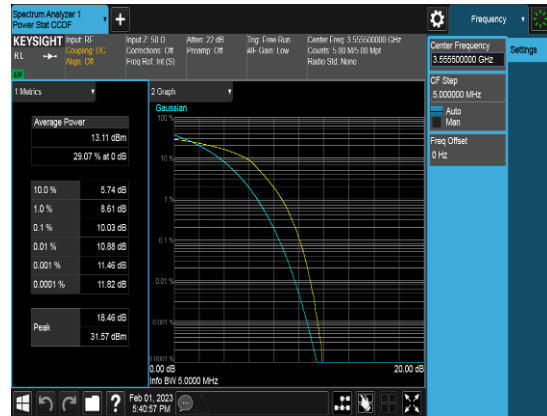 Spectrum Analyzer 1
Power Stat CCDF
Frequency
KEYSIGHT
Input: RF
Coupling: DC
Align: Off
Input Z: 50 Ω
Corrections: Off
Freq Ref: Int (S)
Atten: 22 dB
Preamp: Off
Trig: Free Run
#IF Gain: Low
Center Freq: 3.555500000 GHz
Counts: 5.00 M/5.00 Mpt
Radio Std: None
RL
Center Frequency
3.555500000 GHz
Settings
CF Step
5.000000 MHz
Auto
Man
Freq Offset
0 Hz
1 Metrics
2 Graph
Average Power
13.11 dBm
29.07 % at 0 dB
10.0 % 5.74 dB
1.0 % 8.61 dB
0.1 % 10.03 dB
0.01 % 10.88 dB
0.001 % 11.46 dB
0.0001 % 11.82 dB
Peak
18.46 dB
31.57 dBm
Gaussian
100 %
10 %
1 %
0.1 %
0.01 %
0.001 %
0.0001 %
0.00 dB
20.00 dB
Info BW 5.0000 MHz
?
Feb 01, 2023
5:40:57 PM